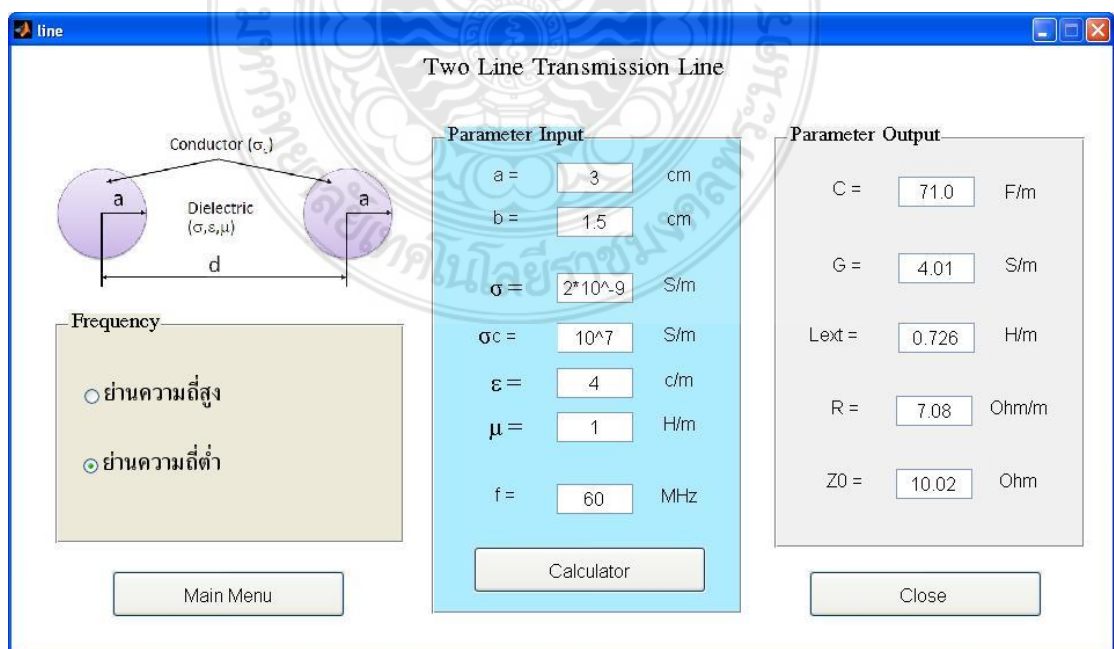 line
Two Line Transmission Line
Conductor (σc)
a
a
Dielectric
(σ,ε,μ)
d
Frequency
ย่านความถี่สูง
ย่านความถี่ต่ำ
Main Menu
Parameter Input
a = 3 cm
b = 1.5 cm
σ = 2*10^-9 S/m
σc = 10^7 S/m
ε = 4 c/m
μ = 1 H/m
f = 60 MHz
Calculator
Parameter Output
C = 71.0 F/m
G = 4.01 S/m
Lext = 0.726 H/m
R = 7.08 Ohm/m
Z0 = 10.02 Ohm
Close